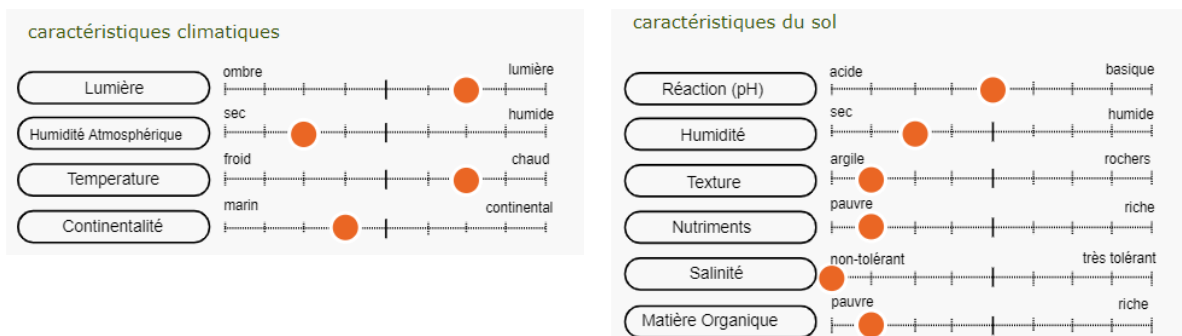 caractéristiques climatiques
ombre lumière
Lumière
sec humide
Humidité Atmosphérique
froid chaud
Temperature
marin continental
Continentalité
caractéristiques du sol
acide basique
Réaction (pH)
sec humide
Humidité
argile rochers
Texture
pauvre riche
Nutriments
non-tolérant très tolérant
Salinité
pauvre riche
Matière Organique